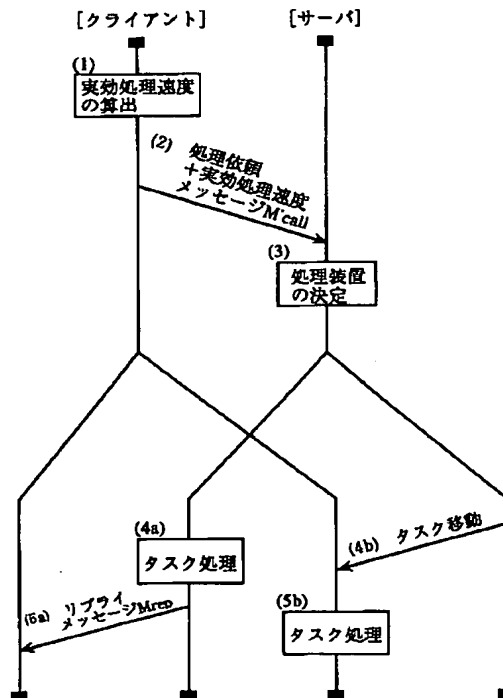 [クライアント]
[サーバ]
(1)
実効処理速度
の算出
(2) 処理依頼
+実効処理速度
メッセージM'call
(3)
処理装置
の決定
(4a)
タスク処理
(4b) タスク移動
(5a) リプライ
メッセージMrep
(5b)
タスク処理